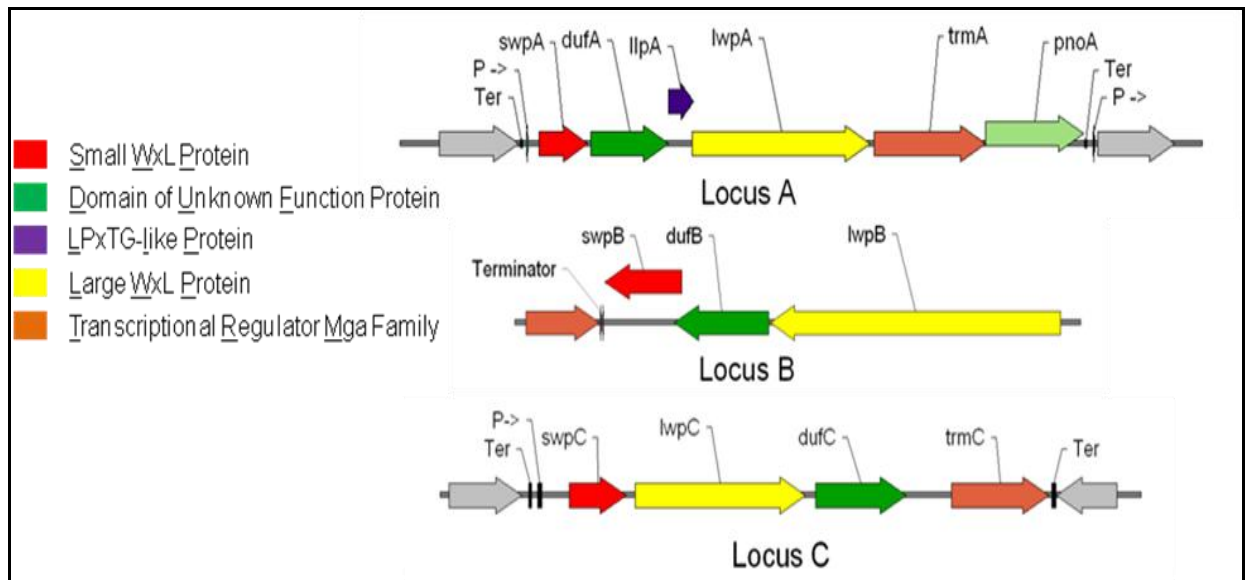 Small WxL Protein
Domain of Unknown Function Protein
LPxTG-like Protein
Large WxL Protein
Transcriptional Regulator Mga Family
swpA dufA llpA lwpA trmA pnoA
P ->
Ter
Ter
P ->
Locus A
swpB dufB lwpB
Terminator
Locus B
P->
Ter
swpC lwpC dufC trmC Ter
Locus C